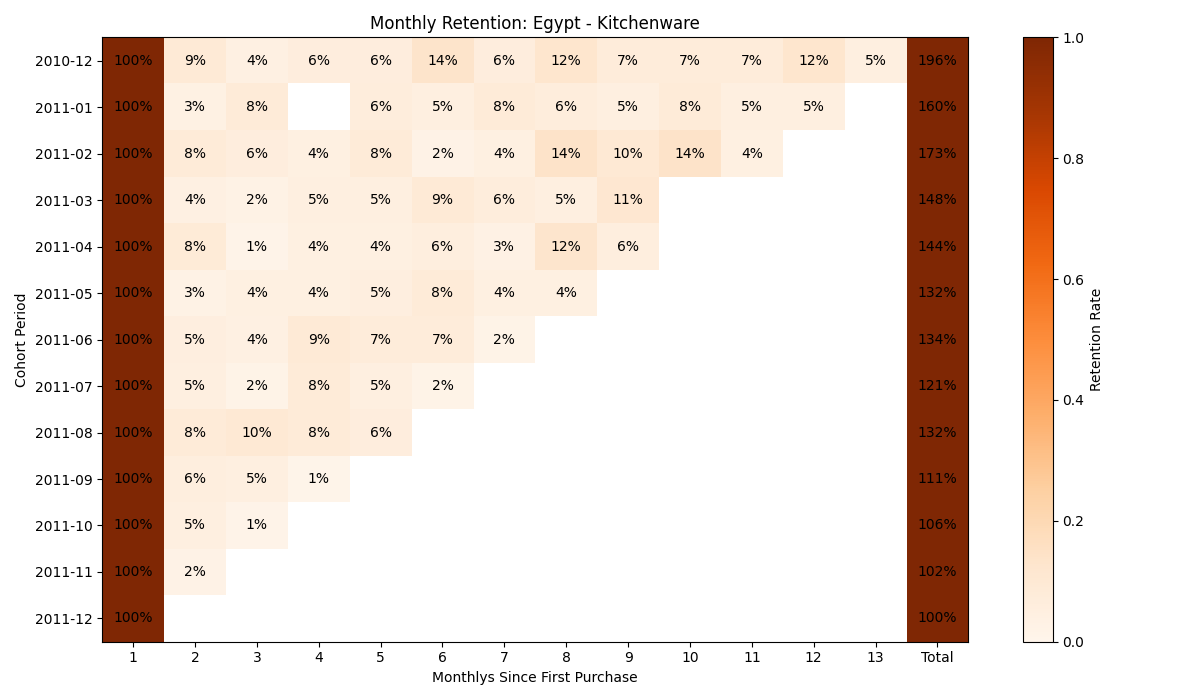 Monthly Retention: Egypt - Kitchenware
2010-12 100% 9% 4% 6% 6% 14% 6% 12% 7% 7% 7% 12% 5% 196%
2011-01 100% 3% 8% 6% 5% 8% 6% 5% 8% 5% 5% 160%
2011-02 100% 8% 6% 4% 8% 2% 4% 14% 10% 14% 4% 173%
2011-03 100% 4% 2% 5% 5% 9% 6% 5% 11% 148%
2011-04 100% 8% 1% 4% 4% 6% 3% 12% 6% 144%
2011-05 100% 3% 4% 4% 5% 8% 4% 4% 132%
2011-06 100% 5% 4% 9% 7% 7% 2% 134%
2011-07 100% 5% 2% 8% 5% 2% 121%
2011-08 100% 8% 10% 8% 6% 132%
2011-09 100% 6% 5% 1% 111%
2011-10 100% 5% 1% 106%
2011-11 100% 2% 102%
2011-12 100% 100%
1 2 3 4 5 6 7 8 9 10 11 12 13 Total
Monthlys Since First Purchase
Cohort Period
1.0
0.8
0.6
0.4
0.2
0.0
Retention Rate